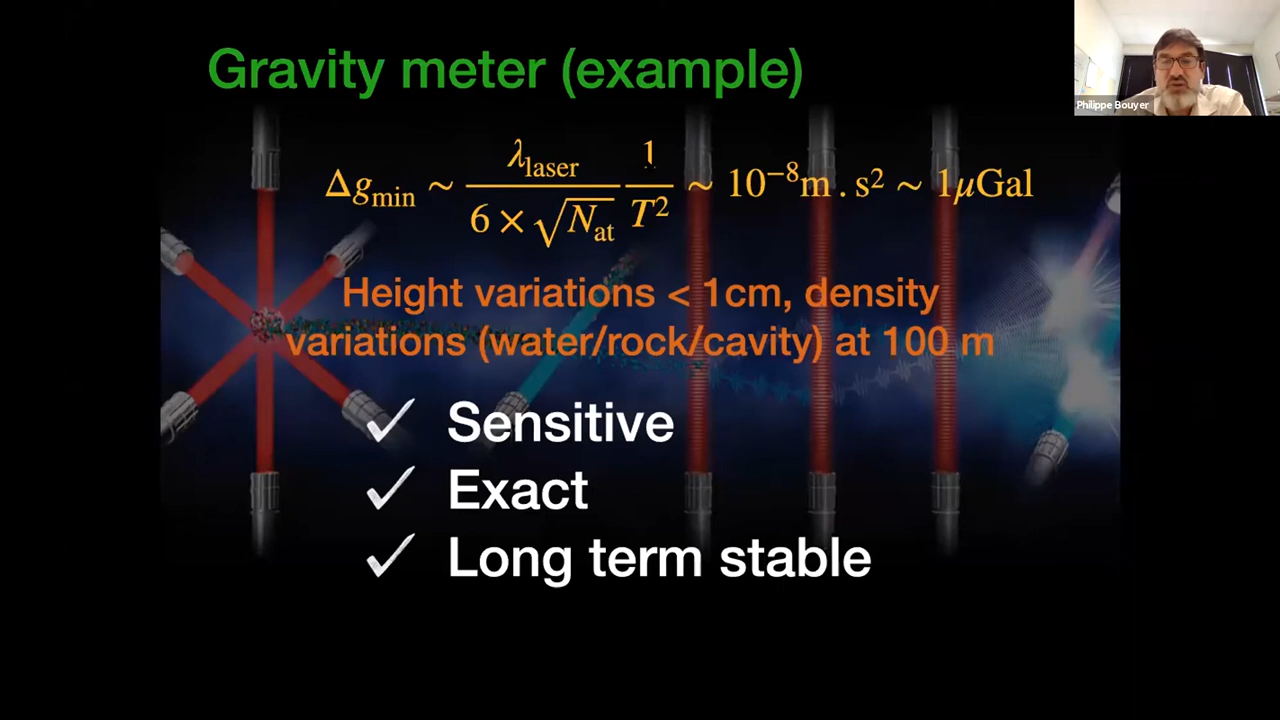 Gravity meter (example)
Δg_min ~ λ_laser / (6 × √N_at) 1/T² ~ 10⁻⁸m . s² ~ 1μGal
Height variations < 1cm, density
variations (water/rock/cavity) at 100 m
✓ Sensitive
✓ Exact
✓ Long term stable
Philippe Bouyer